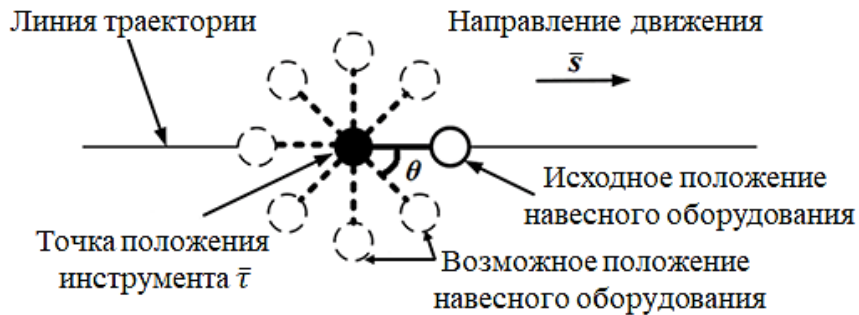 Линия траектории
Направление движения
s̄
θ
Исходное положение
навесного оборудования
Точка положения
инструмента τ̄
Возможное положение
навесного оборудования